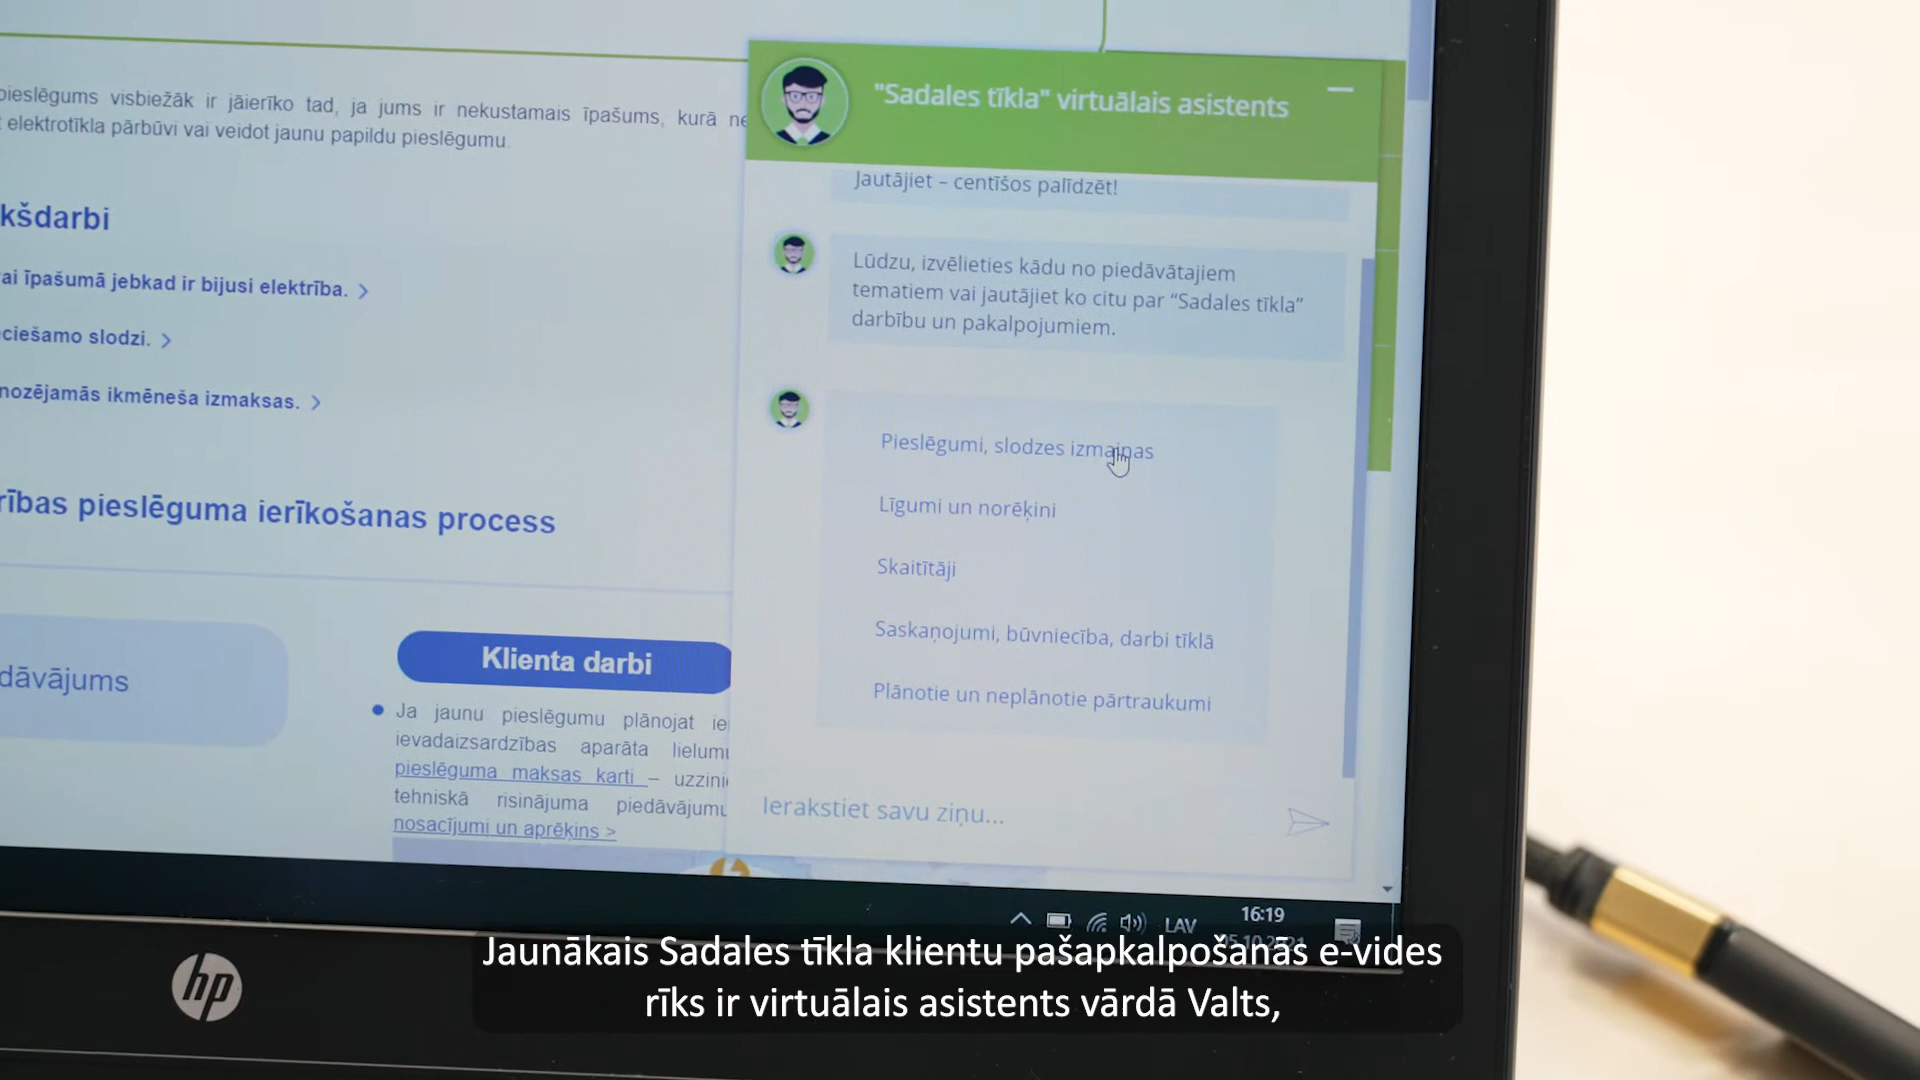 pieslēgums visbiežāk ir jāierīko tad, ja jums ir nekustamais īpašums, kurā
elektrotīkla pārbūvi vai veidot jaunu papildu pieslēgumu.
kšdarbi
ai īpašumā jebkad ir bijusi elektrība. >
ciešamo slodzi. >
nozējamās ikmēneša izmaksas. >
rības pieslēguma ierīkošanas process
dāvājums
Klienta darbi
Ja jaunu pieslēgumu plānojat
ievadaizsardzības aparāta
pieslēguma maksas karti –
tehniskā risinājuma
nosacījumi un aprēķins >
"Sadales tīkla" virtuālais asistents
Jautājiet – centīšos palīdzēt!
Lūdzu, izvēlieties kādu no piedāvātajiem
tematiem vai jautājiet ko citu par “Sadales tīkla”
darbību un pakalpojumiem.
Pieslēgumi, slodzes izmaiņas
Līgumi un norēķini
Skaitītāji
Saskaņojumi, būvniecība, darbi tīklā
Plānotie un neplānotie pārtraukumi
Ierakstiet savu ziņu...
LAV
16:19
hp
Jaunākais Sadales tīkla klientu pašapkalpošanās e-vides
rīks ir virtuālais asistents vārdā Valts,